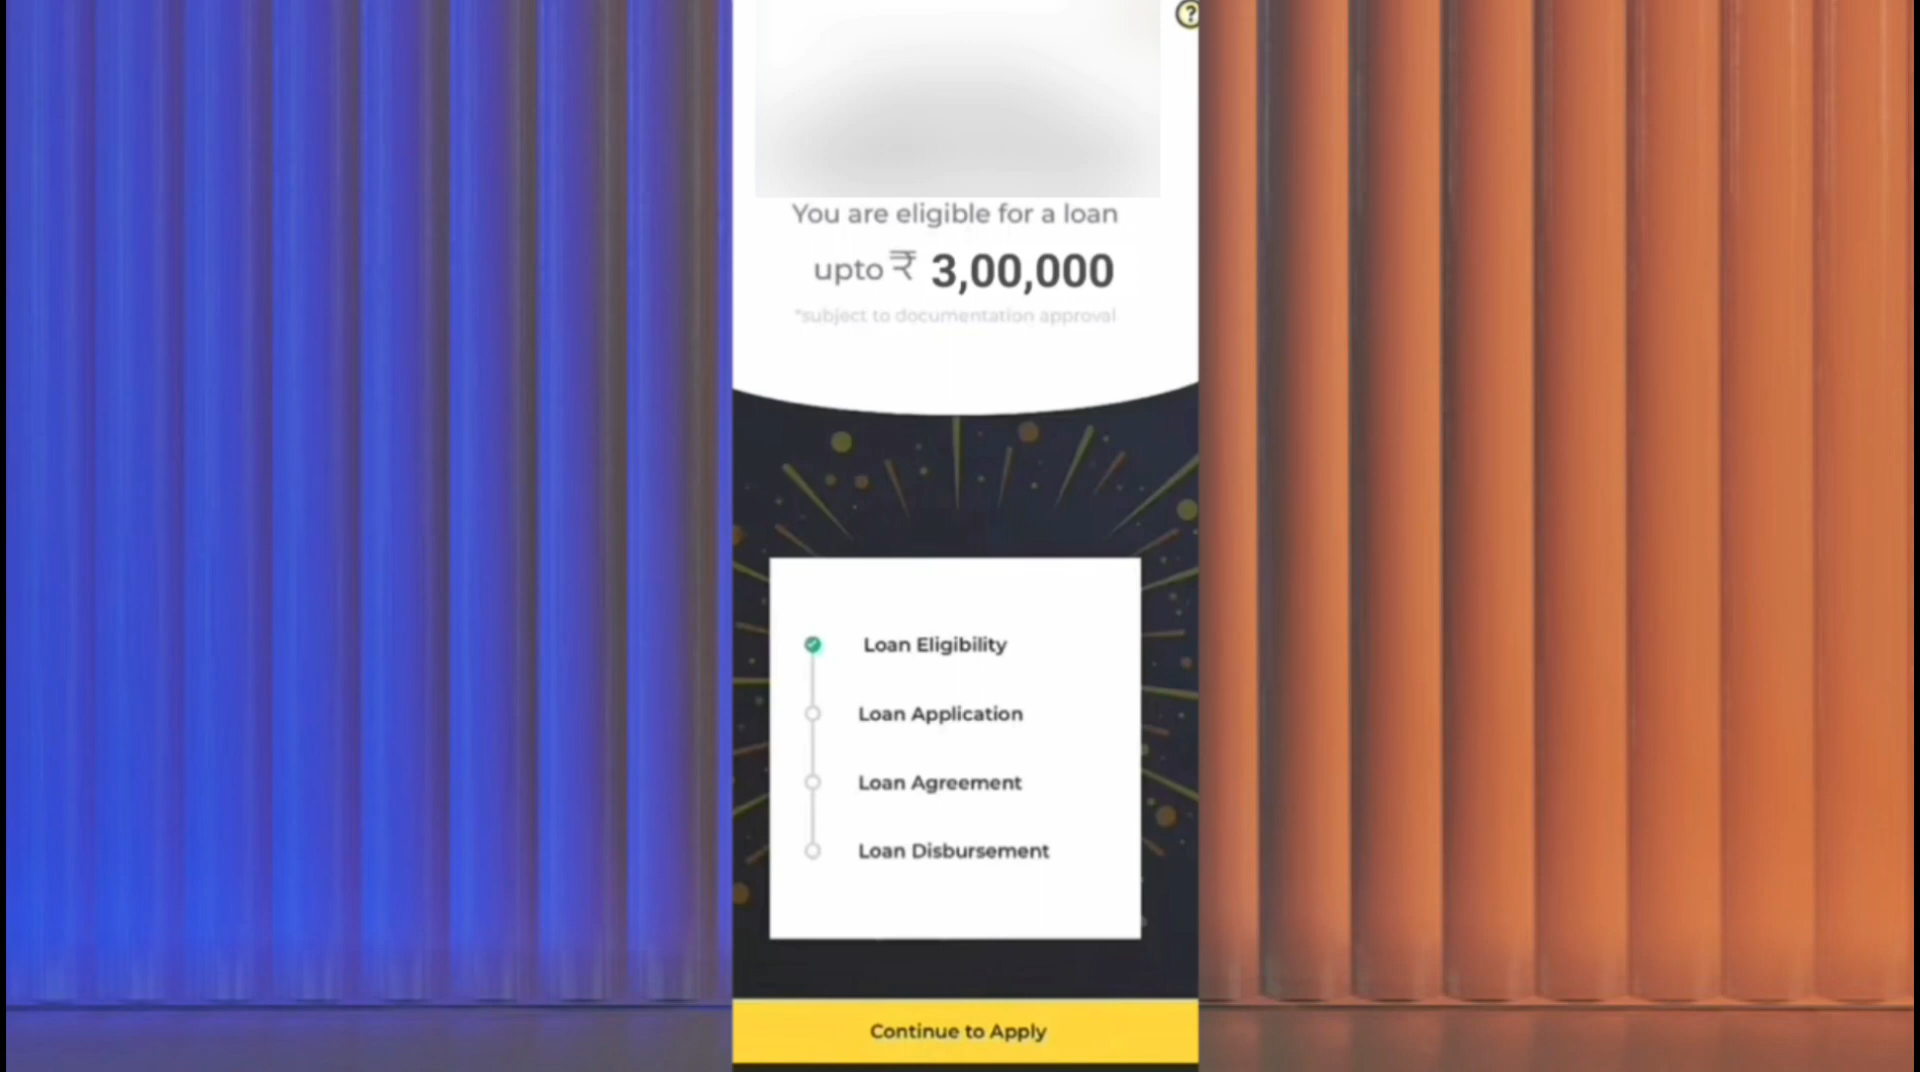 ?
You are eligible for a loan
upto ₹ 3,00,000
*subject to documentation approval
Loan Eligibility
Loan Application
Loan Agreement
Loan Disbursement
Continue to Apply